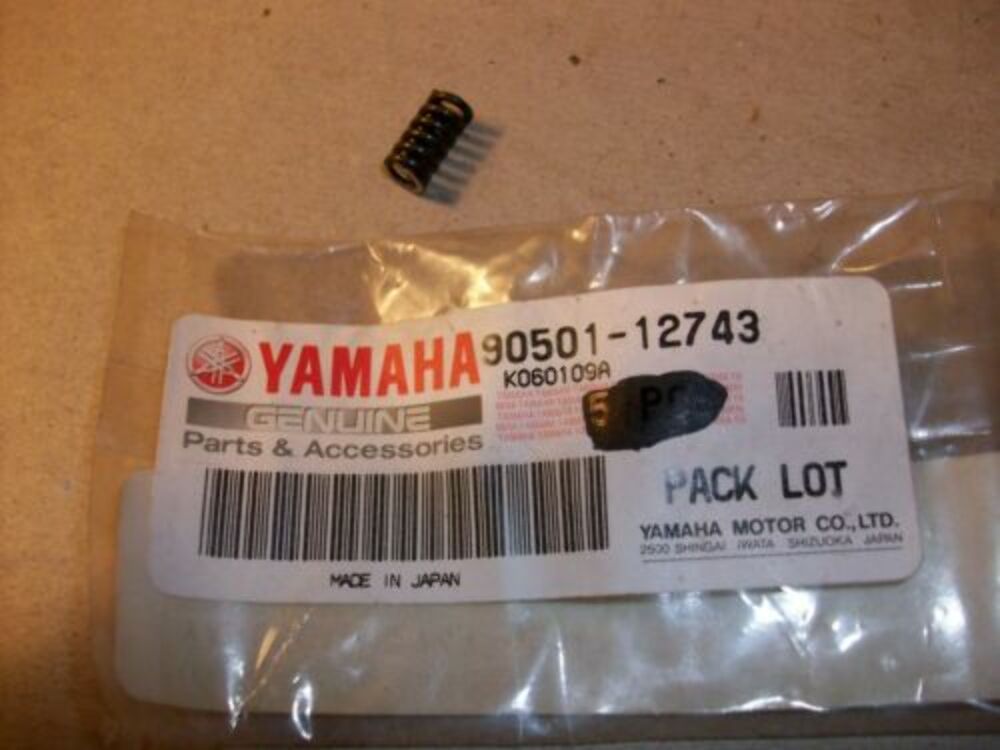 YAMAHA 90501-12743
K060109A
GENUINE
Parts & Accessories
5 P
PACK LOT
YAMAHA MOTOR CO.,LTD.
2500 SHINGAI IWATA SHIZUOKA JAPAN
MADE IN JAPAN